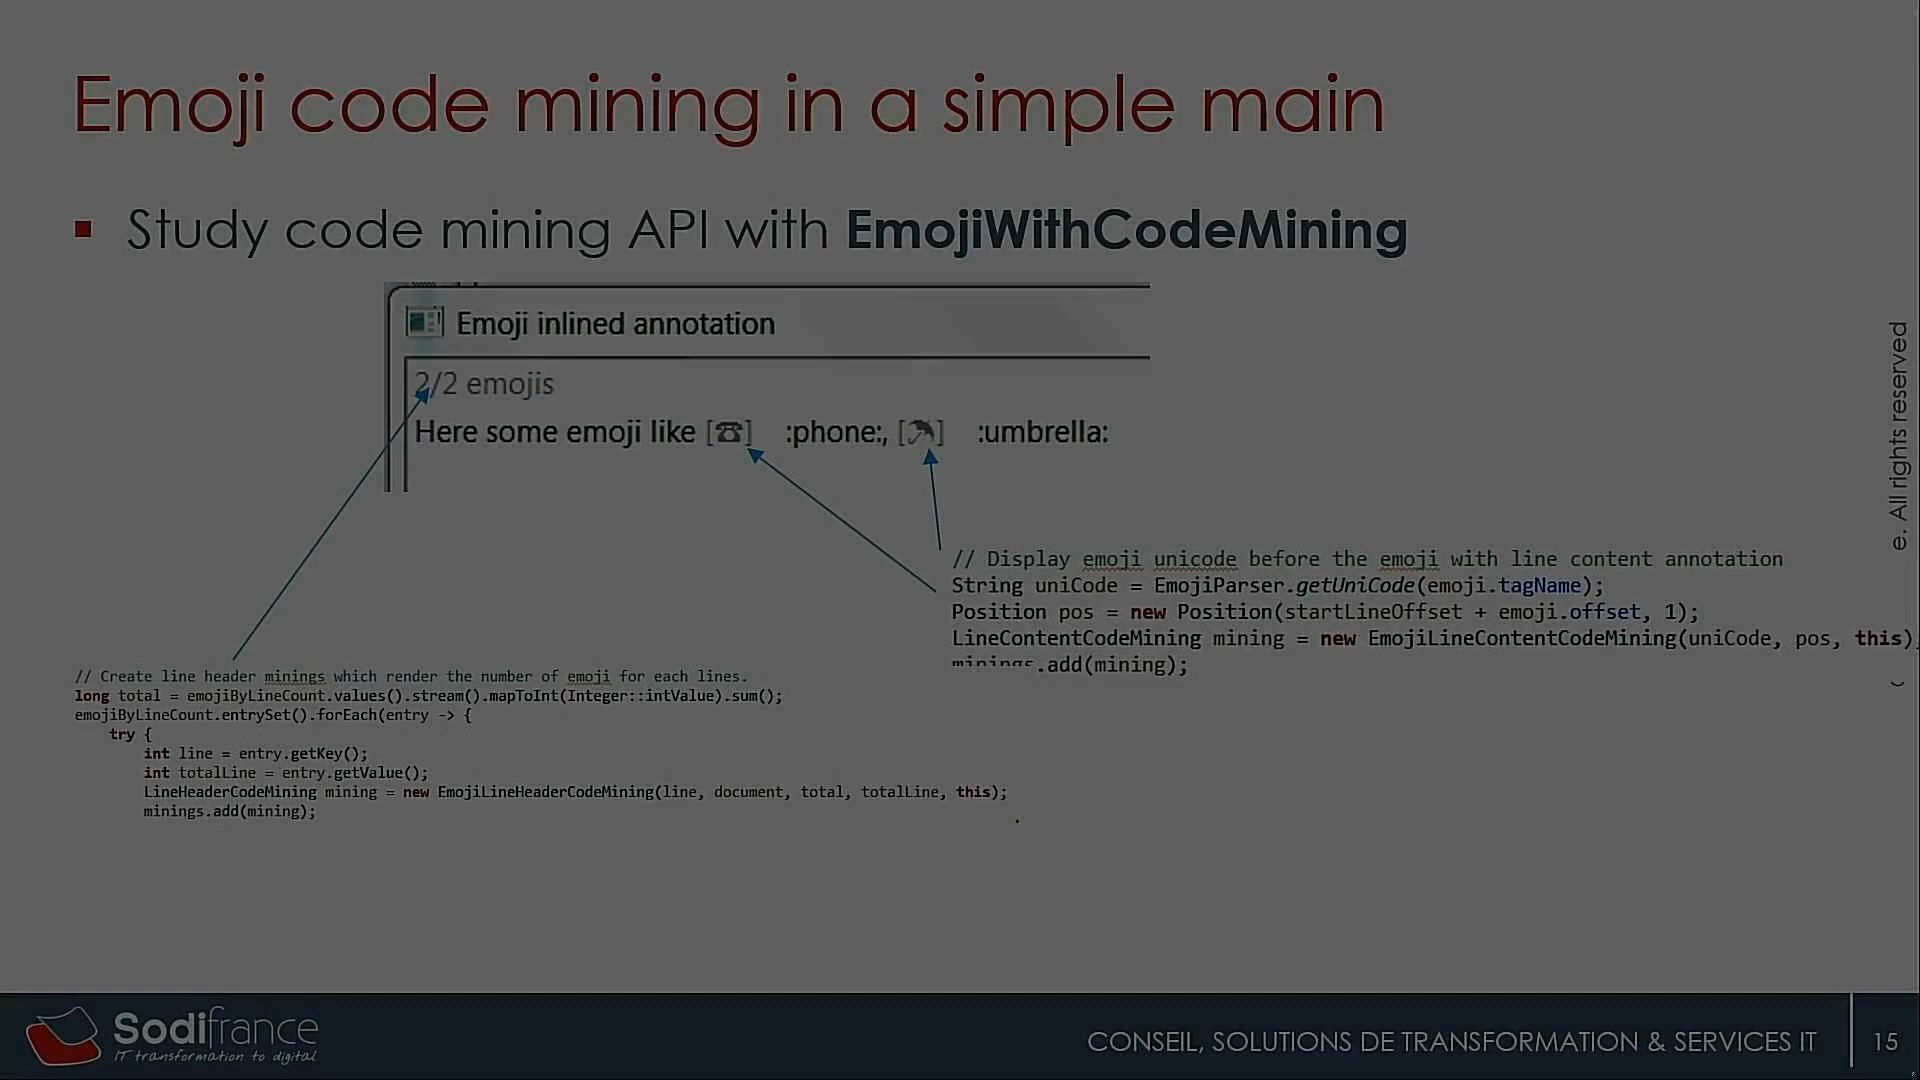 Emoji code mining in a simple main
▪ Study code mining API with EmojiWithCodeMining
Emoji inlined annotation
2/2 emojis
Here some emoji like [☎] :phone:, [☂] :umbrella:
e. All rights reserved
// Display emoji unicode before the emoji with line content annotation
String uniCode = EmojiParser.getUniCode(emoji.tagName);
Position pos = new Position(startLineOffset + emoji.offset, 1);
LineContentCodeMining mining = new EmojiLineContentCodeMining(uniCode, pos, this)
minings.add(mining);
// Create line header minings which render the number of emoji for each lines.
long total = emojiByLineCount.values().stream().mapToInt(Integer::intValue).sum();
emojiByLineCount.entrySet().forEach(entry -> {
try {
int line = entry.getKey();
int totalLine = entry.getValue();
LineHeaderCodeMining mining = new EmojiLineHeaderCodeMining(line, document, total, totalLine, this);
minings.add(mining);
Sodifrance
IT transformation to digital
CONSEIL, SOLUTIONS DE TRANSFORMATION & SERVICES IT
15